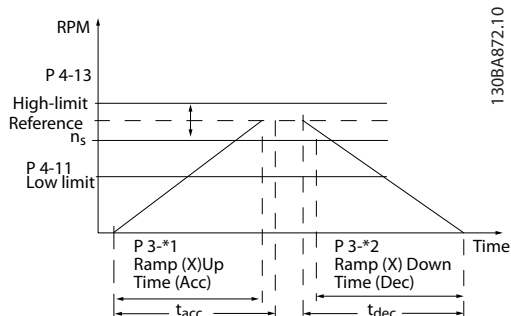 RPM
130BA872.10
P 4-13
High-limit
Reference
ns
P 4-11
Low limit
P 3-*1
Ramp (X)Up
Time (Acc)
P 3-*2
Ramp (X) Down
Time (Dec)
Time
tacc
tdec